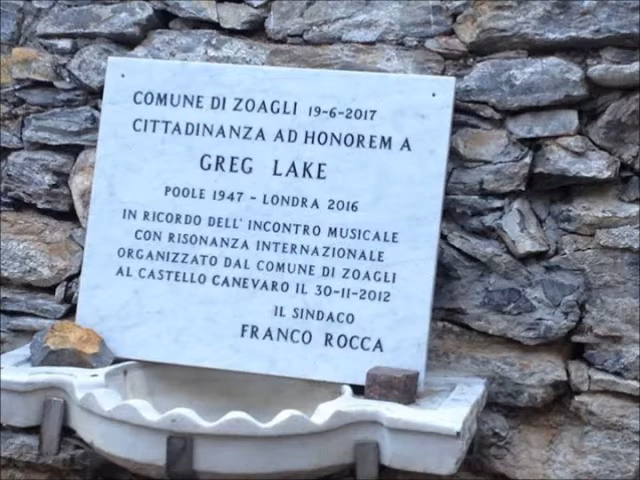 COMUNE DI ZOAGLI 19-6-2017
CITTADINANZA AD HONOREM A
GREG LAKE
POOLE 1947 - LONDRA 2016
IN RICORDO DELL' INCONTRO MUSICALE
CON RISONANZA INTERNAZIONALE
ORGANIZZATO DAL COMUNE DI ZOAGLI
AL CASTELLO CANEVARO IL 30-11-2012
IL SINDACO
FRANCO ROCCA